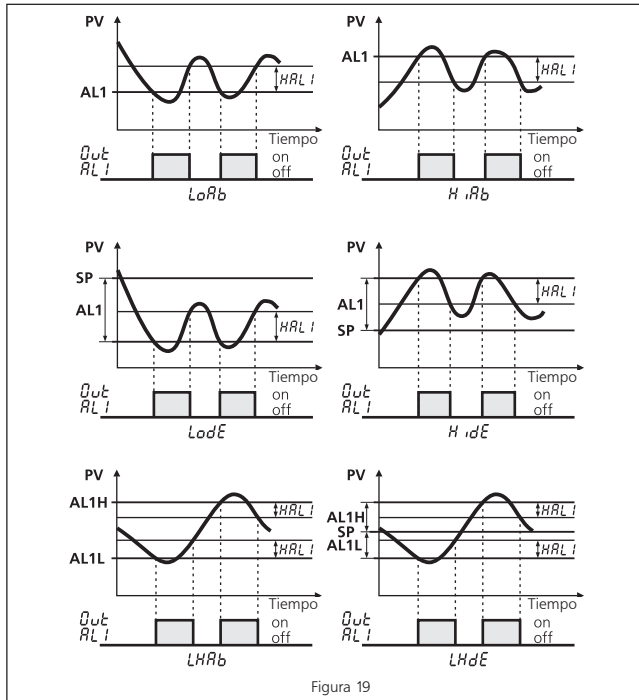 PV
AL1
HAL1
Tiempo
Out
AL1
on
off
LoAb
PV
AL1
HAL1
Tiempo
Out
AL1
on
off
HiAb
PV
SP
AL1
HAL1
Tiempo
Out
AL1
on
off
LodE
PV
AL1
SP
HAL1
Tiempo
Out
AL1
on
off
HidE
PV
AL1H
HAL1
HAL1
AL1L
Tiempo
Out
AL1
on
off
LHAb
PV
AL1H
SP
AL1L
HAL1
HAL1
Tiempo
Out
AL1
on
off
LHdE
Figura 19